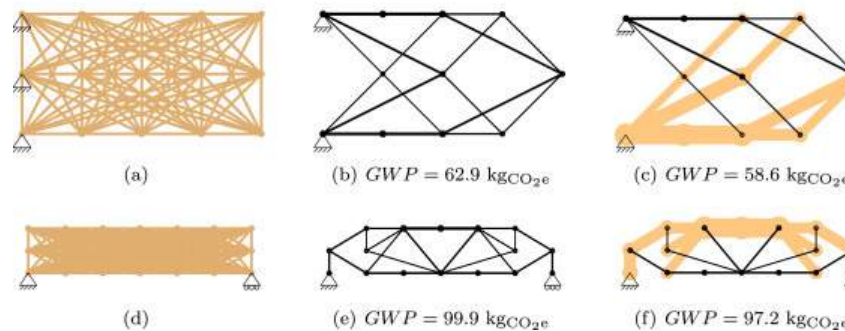 (a)
(b) GWP = 62.9 kgCO2e
(c) GWP = 58.6 kgCO2e
(d)
(e) GWP = 99.9 kgCO2e
(f) GWP = 97.2 kgCO2e